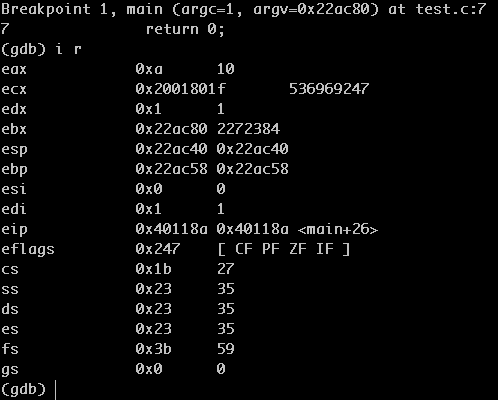 Breakpoint 1, main (argc=1, argv=0x22ac80) at test.c:7
7 return 0;
(gdb) i r
eax 0xa 10
ecx 0x2001801f 536969247
edx 0x1 1
ebx 0x22ac80 2272384
esp 0x22ac40 0x22ac40
ebp 0x22ac58 0x22ac58
esi 0x0 0
edi 0x1 1
eip 0x40118a 0x40118a <main+26>
eflags 0x247 [ CF PF ZF IF ]
cs 0x1b 27
ss 0x23 35
ds 0x23 35
es 0x23 35
fs 0x3b 59
gs 0x0 0
(gdb)